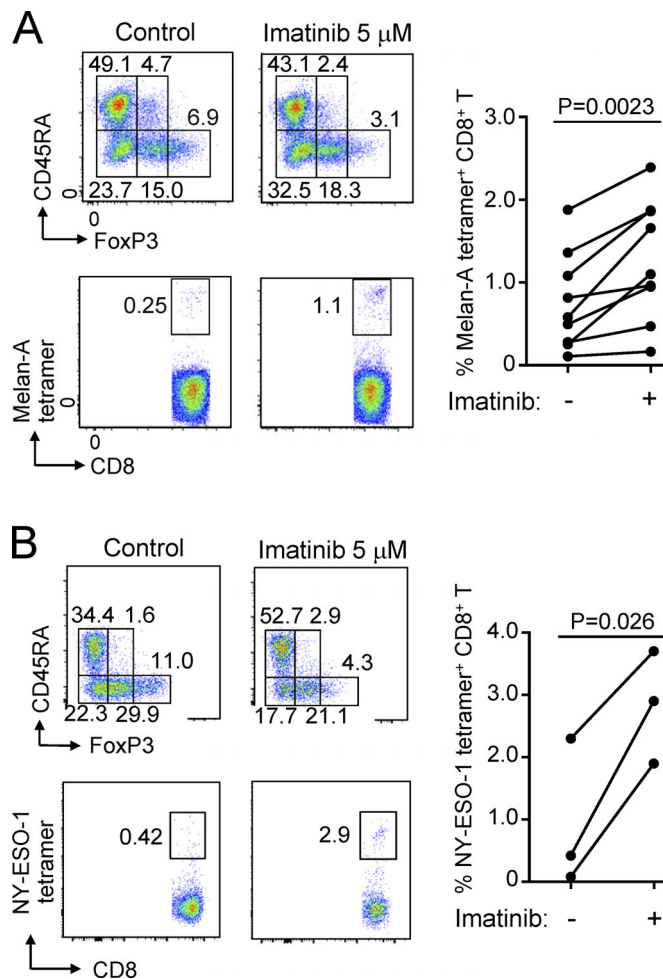 A
Control
Imatinib 5 μM
49.1 4.7
6.9
23.7 15.0
CD45RA
0
0
FoxP3
43.1 2.4
3.1
32.5 18.3
0.25
1.1
Melan-A
tetramer
0
0
CD8
P=0.0023
% Melan-A tetramer+ CD8+ T
3.0
2.0
1.0
0
Imatinib: - +
B
Control
Imatinib 5 μM
34.4 1.6
11.0
22.3 29.9
CD45RA
FoxP3
52.7 2.9
4.3
17.7 21.1
0.42
2.9
NY-ESO-1
tetramer
CD8
P=0.026
% NY-ESO-1 tetramer+ CD8+ T
4.0
3.0
2.0
1.0
0
Imatinib: - +